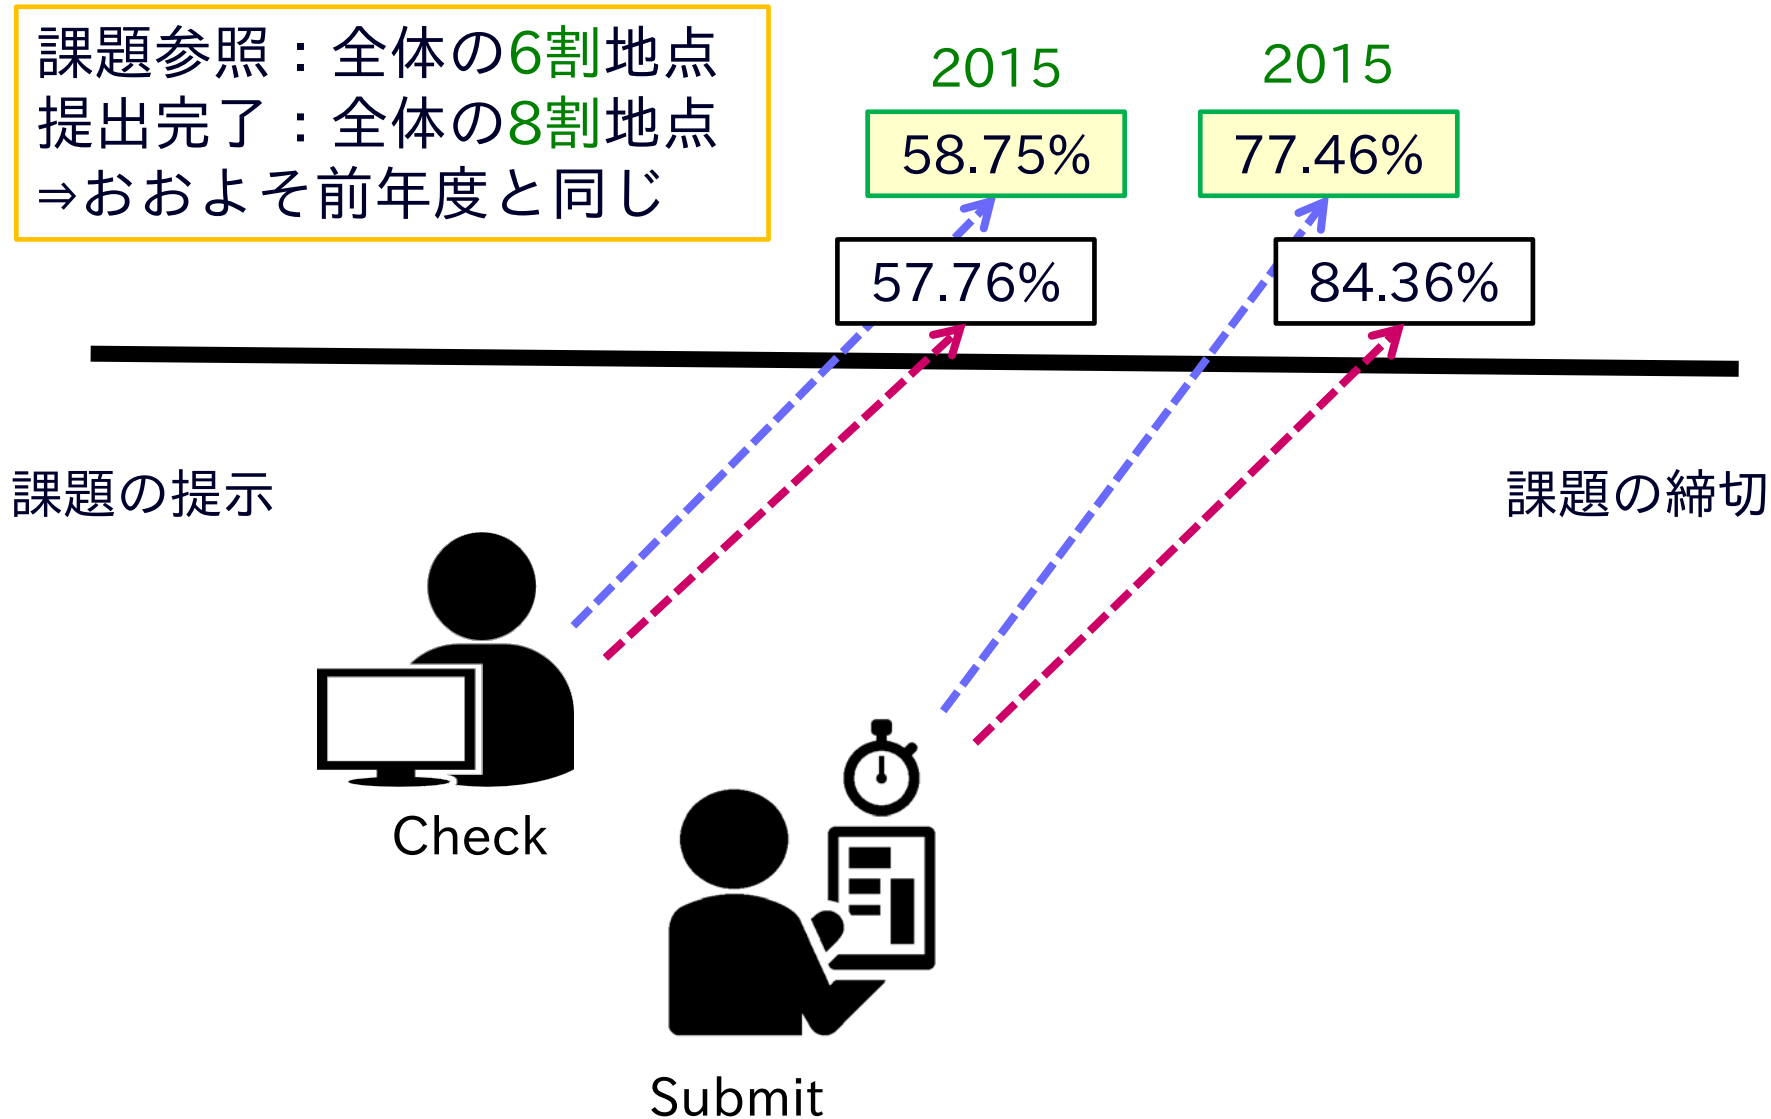 課題参照：全体の6割地点
提出完了：全体の8割地点
⇒おおよそ前年度と同じ
2015
2015
58.75%
77.46%
57.76%
84.36%
課題の提示
課題の締切
Check
Submit